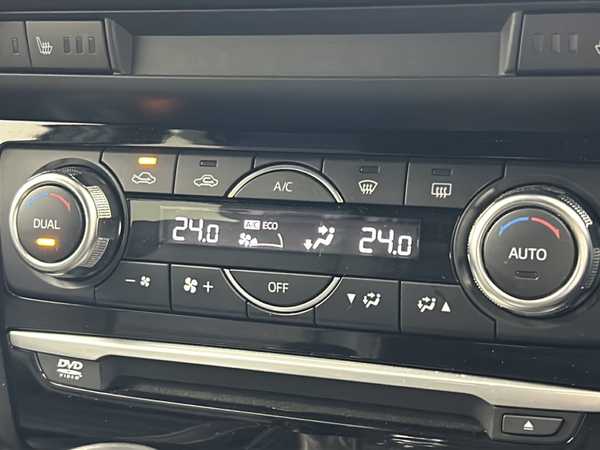 A/C
DUAL
24.0
A/C ECO
24.0
AUTO
−
+
OFF
DVD